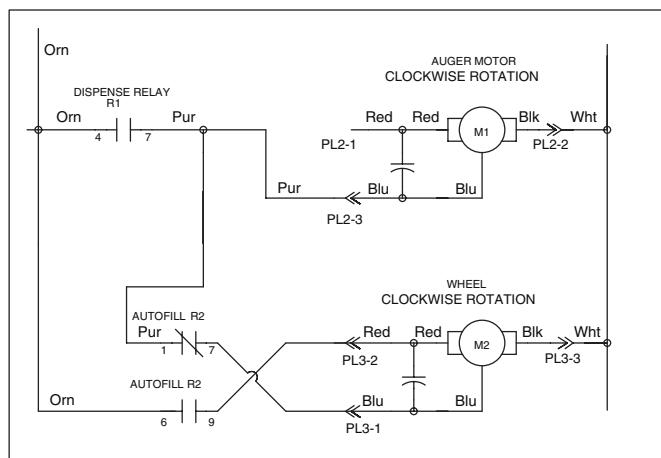 Orn
DISPENSE RELAY
R1
Orn
4
7
Pur
AUGER MOTOR
CLOCKWISE ROTATION
Red
Red
M1
Blk
Wht
PL2-1
PL2-2
Pur
Blu
Blu
PL2-3
AUTOFILL R2
Pur
1
7
WHEEL
CLOCKWISE ROTATION
Red
Red
M2
Blk
Wht
PL3-2
PL3-3
AUTOFILL R2
Orn
6
9
Blu
Blu
PL3-1